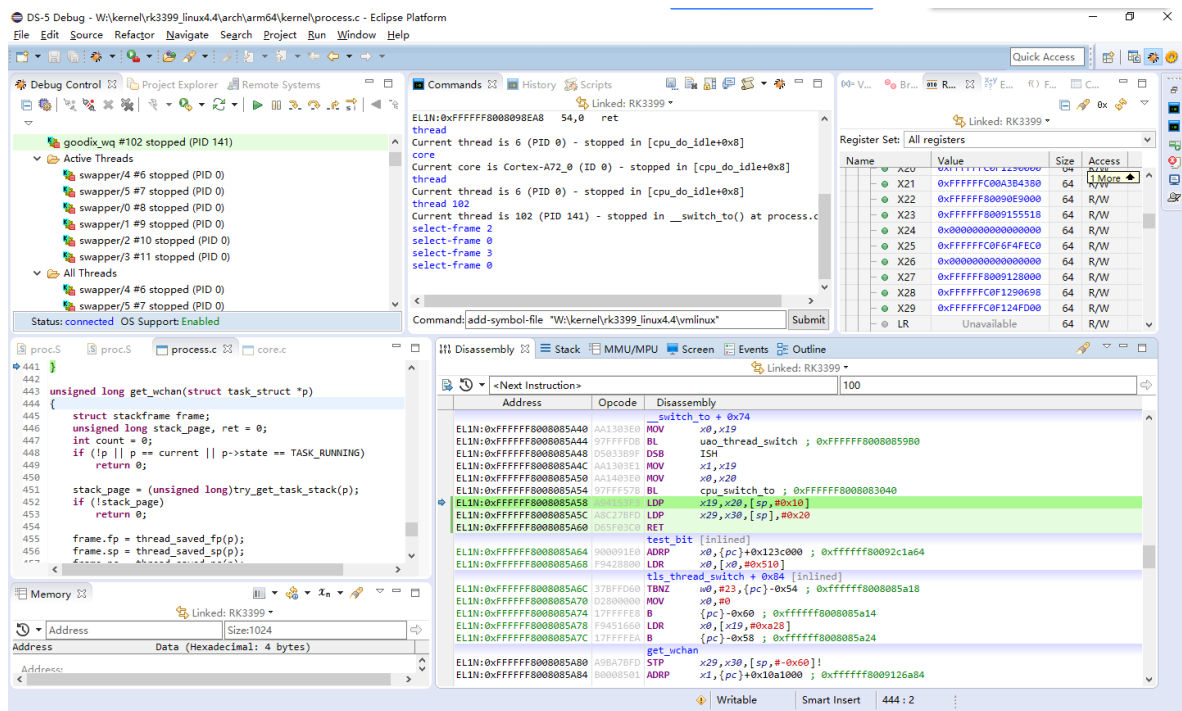 DS-5 Debug - W:\kernel\rk3399_linux4.4\arch\arm64\kernel\process.c - Eclipse Platform
File Edit Source Refactor Navigate Search Project Run Window Help
Quick Access
Debug Control Project Explorer Remote Systems
goodix_wq #102 stopped (PID 141)
Active Threads
swapper/4 #6 stopped (PID 0)
swapper/5 #7 stopped (PID 0)
swapper/0 #8 stopped (PID 0)
swapper/1 #9 stopped (PID 0)
swapper/2 #10 stopped (PID 0)
swapper/3 #11 stopped (PID 0)
All Threads
swapper/4 #6 stopped (PID 0)
swapper/5 #7 stopped (PID 0)
Status: connected OS Support: Enabled
Commands History Scripts
Linked: RK3399
EL1N:0xFFFFFF8008098EA8 54,0 ret
thread
Current thread is 6 (PID 0) - stopped in [cpu_do_idle+0x8]
core
Current core is Cortex-A72_0 (ID 0) - stopped in [cpu_do_idle+0x8]
thread
Current thread is 6 (PID 0) - stopped in [cpu_do_idle+0x8]
thread 102
Current thread is 102 (PID 141) - stopped in __switch_to() at process.c
select-frame 2
select-frame 0
select-frame 3
select-frame 0
Command: add-symbol-file "W:\kernel\rk3399_linux4.4\vmlinux" Submit
(x)= V... Br... R... E... f() F... C...
Linked: RK3399
Register Set: All registers
Name Value Size Access
X20 0xFFFFFFC0F1290000 64 R/W
1 More
X21 0xFFFFFFC00A3B4380 64 R/W
X22 0xFFFFFF80090E9000 64 R/W
X23 0xFFFFFF8009155518 64 R/W
X24 0x0000000000000000 64 R/W
X25 0xFFFFFFC0F6F4FEC0 64 R/W
X26 0x0000000000000000 64 R/W
X27 0xFFFFFF8009128000 64 R/W
X28 0xFFFFFFC0F1290698 64 R/W
X29 0xFFFFFFC0F124FD00 64 R/W
LR Unavailable 64 R/W
proc.S proc.S process.c core.c
441 }
442
443 unsigned long get_wchan(struct task_struct *p)
444 {
445 struct stackframe frame;
446 unsigned long stack_page, ret = 0;
447 int count = 0;
448 if (!p || p == current || p->state == TASK_RUNNING)
449 return 0;
450
451 stack_page = (unsigned long)try_get_task_stack(p);
452 if (!stack_page)
453 return 0;
454
455 frame.fp = thread_saved_fp(p);
456 frame.sp = thread_saved_sp(p);
Memory
Linked: RK3399
Address Size:1024
Address Data (Hexadecimal: 4 bytes)
Address:
Disassembly Stack MMU/MPU Screen Events Outline
Linked: RK3399
<Next Instruction> 100
Address Opcode Disassembly
__switch_to + 0x74
EL1N:0xFFFFFF8008085A40 AA1303E0 MOV x0,x19
EL1N:0xFFFFFF8008085A44 97FFFFDB BL uao_thread_switch ; 0xFFFFFF80080859B0
EL1N:0xFFFFFF8008085A48 D5033B9F DSB ISH
EL1N:0xFFFFFF8008085A4C AA1303E1 MOV x1,x19
EL1N:0xFFFFFF8008085A50 AA1403E0 MOV x0,x20
EL1N:0xFFFFFF8008085A54 97FFF57B BL cpu_switch_to ; 0xFFFFFF8008083040
EL1N:0xFFFFFF8008085A58 A94153F3 LDP x19,x20,[sp,#0x10]
EL1N:0xFFFFFF8008085A5C A8C27BFD LDP x29,x30,[sp],#0x20
EL1N:0xFFFFFF8008085A60 D65F03C0 RET
test_bit [inlined]
EL1N:0xFFFFFF8008085A64 900091E0 ADRP x0,{pc}+0x123c000 ; 0xffffff80092c1a64
EL1N:0xFFFFFF8008085A68 F9428800 LDR x0,[x0,#0x510]
tls_thread_switch + 0x84 [inlined]
EL1N:0xFFFFFF8008085A6C 37BFFD60 TBNZ w0,#23,{pc}-0x54 ; 0xffffff8008085a18
EL1N:0xFFFFFF8008085A70 D2800000 MOV x0,#0
EL1N:0xFFFFFF8008085A74 17FFFFE8 B {pc}-0x60 ; 0xffffff8008085a14
EL1N:0xFFFFFF8008085A78 F9451660 LDR x0,[x19,#0xa28]
EL1N:0xFFFFFF8008085A7C 17FFFFEA B {pc}-0x58 ; 0xffffff8008085a24
get_wchan
EL1N:0xFFFFFF8008085A80 A9BA7BFD STP x29,x30,[sp,#-0x60]!
EL1N:0xFFFFFF8008085A84 B0008501 ADRP x1,{pc}+0x10a1000 ; 0xffffff8009126a84
Writable Smart Insert 444 : 2